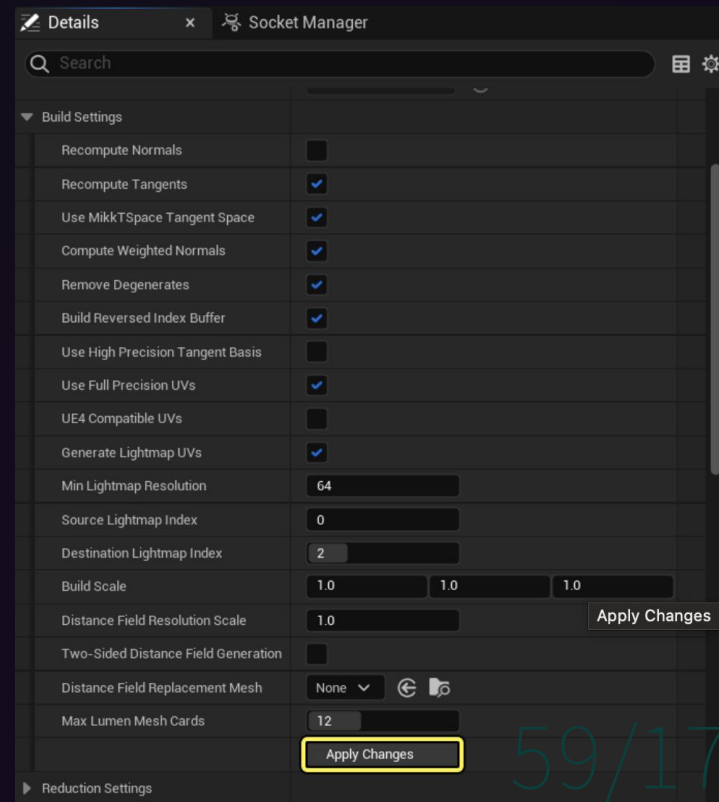 Details × Socket Manager
Search
Build Settings
Recompute Normals
Recompute Tangents
Use MikkTSpace Tangent Space
Compute Weighted Normals
Remove Degenerates
Build Reversed Index Buffer
Use High Precision Tangent Basis
Use Full Precision UVs
UE4 Compatible UVs
Generate Lightmap UVs
Min Lightmap Resolution 64
Source Lightmap Index 0
Destination Lightmap Index 2
Build Scale 1.0 1.0 1.0
Distance Field Resolution Scale 1.0
Apply Changes
Two-Sided Distance Field Generation
Distance Field Replacement Mesh None
Max Lumen Mesh Cards 12
Apply Changes
59/17
Reduction Settings